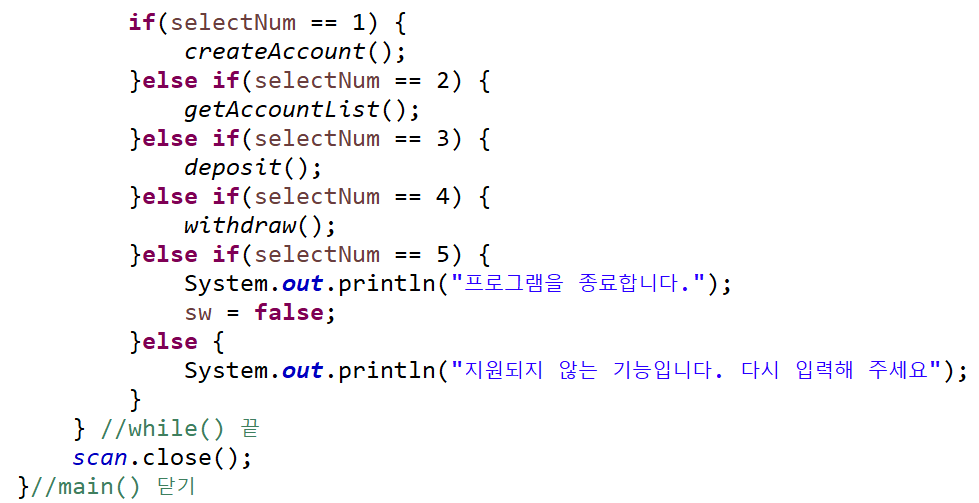 if(selectNum == 1) {
createAccount();
}else if(selectNum == 2) {
getAccountList();
}else if(selectNum == 3) {
deposit();
}else if(selectNum == 4) {
withdraw();
}else if(selectNum == 5) {
System.out.println("프로그램을 종료합니다.");
sw = false;
}else {
System.out.println("지원되지 않는 기능입니다. 다시 입력해 주세요");
}
} //while() 끝
scan.close();
}//main() 닫기